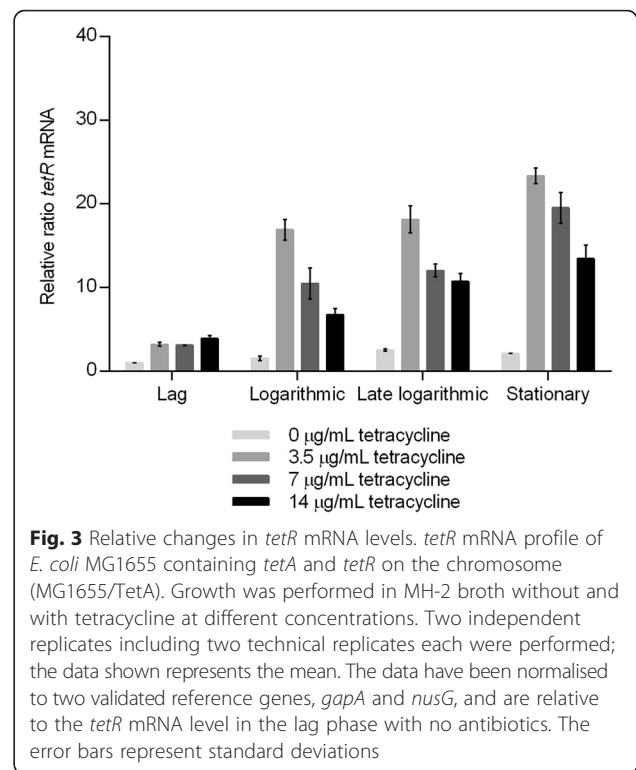 40
30
20
10
0
Relative ratio tetR mRNA
Lag Logarithmic Late logarithmic Stationary
0 µg/mL tetracycline
3.5 µg/mL tetracycline
7 µg/mL tetracycline
14 µg/mL tetracycline
Fig. 3 Relative changes in tetR mRNA levels. tetR mRNA profile of
E. coli MG1655 containing tetA and tetR on the chromosome
(MG1655/TetA). Growth was performed in MH-2 broth without and
with tetracycline at different concentrations. Two independent
replicates including two technical replicates each were performed;
the data shown represents the mean. The data have been normalised
to two validated reference genes, gapA and nusG, and are relative
to the tetR mRNA level in the lag phase with no antibiotics. The
error bars represent standard deviations